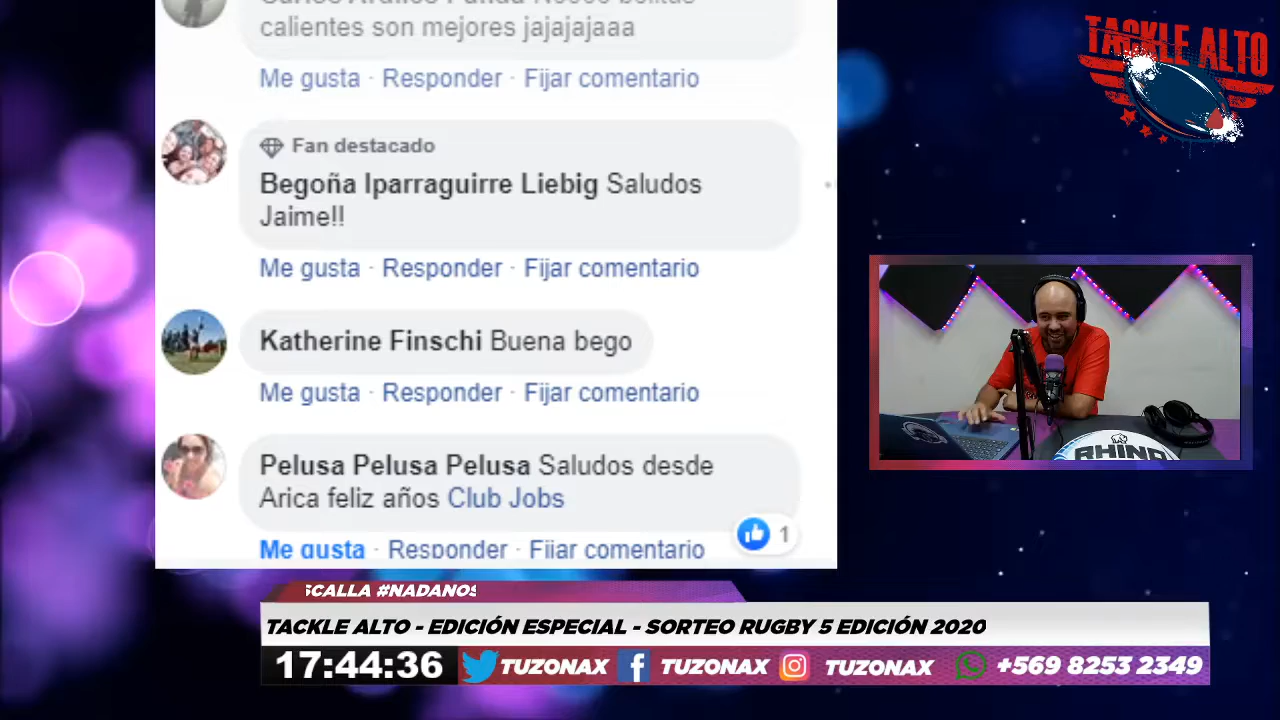 calientes son mejores jajajajaaa
Me gusta · Responder · Fijar comentario
Fan destacado
Begoña Iparraguirre Liebig Saludos
Jaime!!
Me gusta · Responder · Fijar comentario
Katherine Finschi Buena bego
Me gusta · Responder · Fijar comentario
Pelusa Pelusa Pelusa Saludos desde
Arica feliz años Club Jobs
1
Me gusta · Responder · Fijar comentario
TACKLE ALTO
RHINO
SCALLA #NADANOS
TACKLE ALTO - EDICIÓN ESPECIAL - SORTEO RUGBY 5 EDICIÓN 2020
17:44:36 TUZONAX TUZONAX TUZONAX +569 8253 2349